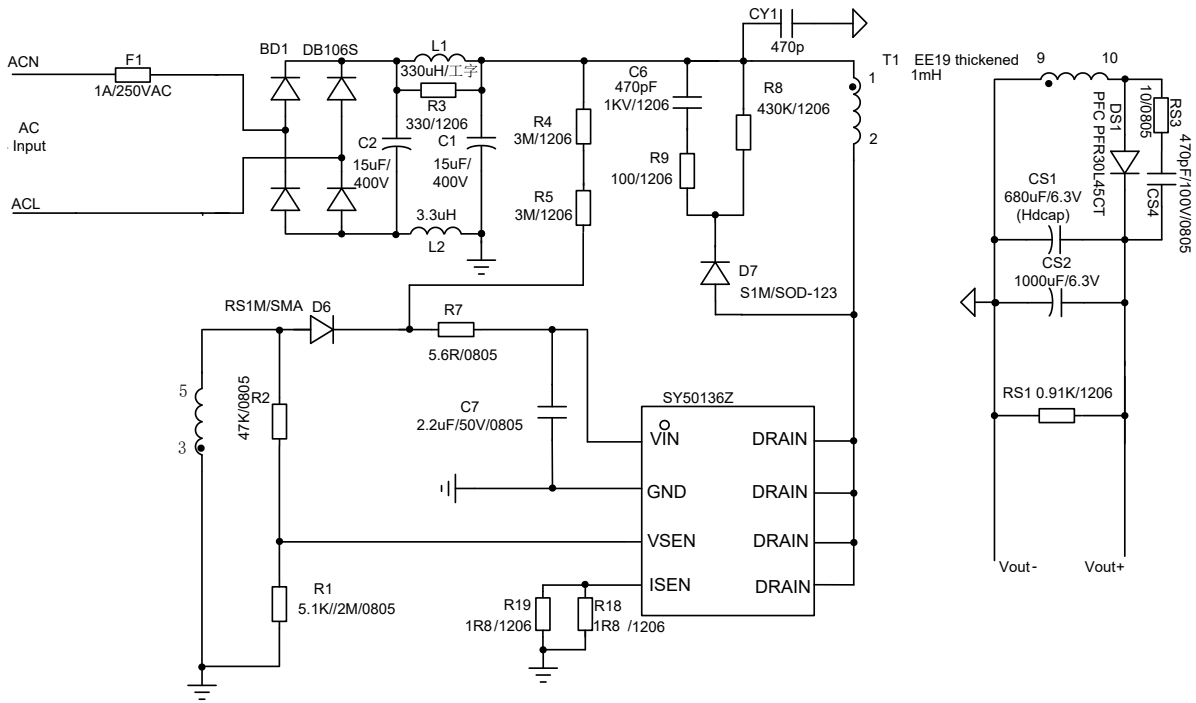 ACN
F1
1A/250VAC
AC
Input
ACL
BD1
DB106S
L1
330uH/工字
R3
330/1206
C2
15uF/
400V
C1
15uF/
400V
3.3uH
L2
R4
3M/1206
R5
3M/1206
C6
470pF
1KV/1206
R9
100/1206
CY1
470p
R8
430K/1206
D7
S1M/SOD-123
T1
EE19 thickened
1mH
1
2
9
10
DS1
PFC PFR30L45CT
RS3
10/0805
470pF/100V/0805
CS4
CS1
680uF/6.3V
(Hdcap)
CS2
1000uF/6.3V
RS1 0.91K/1206
Vout-
Vout+
RS1M/SMA
D6
R7
5.6R/0805
5
3
47K/0805
R2
C7
2.2uF/50V/0805
R1
5.1K//2M/0805
SY50136Z
VIN
GND
VSEN
ISEN
DRAIN
DRAIN
DRAIN
DRAIN
R19
1R8/1206
R18
1R8 /1206